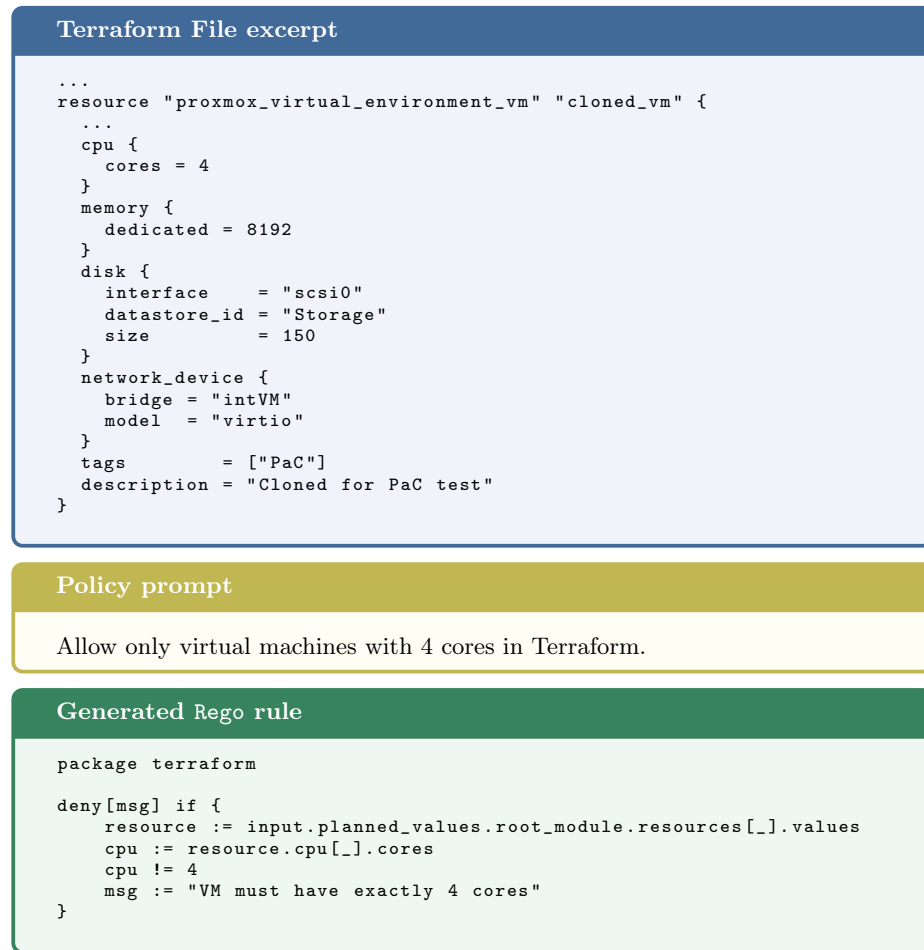 Terraform File excerpt
...
resource "proxmox_virtual_environment_vm" "cloned_vm" {
  ...
  cpu {
    cores = 4
  }
  memory {
    dedicated = 8192
  }
  disk {
    interface    = "scsi0"
    datastore_id = "Storage"
    size         = 150
  }
  network_device {
    bridge = "intVM"
    model  = "virtio"
  }
  tags        = ["PaC"]
  description = "Cloned for PaC test"
}
Policy prompt
Allow only virtual machines with 4 cores in Terraform.
Generated Rego rule
package terraform
deny[msg] if {
    resource := input.planned_values.root_module.resources[_].values
    cpu := resource.cpu[_].cores
    cpu != 4
    msg := "VM must have exactly 4 cores"
}